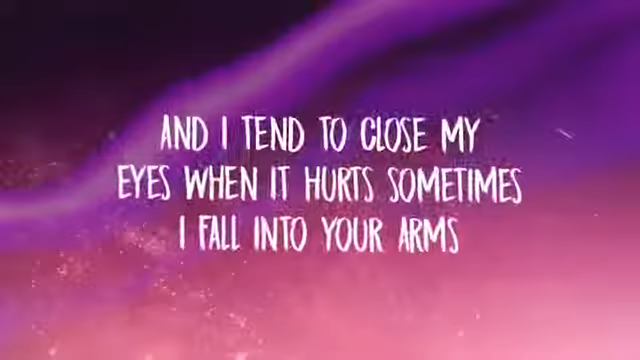 AND I TEND TO CLOSE MY
EYES WHEN IT HURTS SOMETIMES
I FALL INTO YOUR ARMS